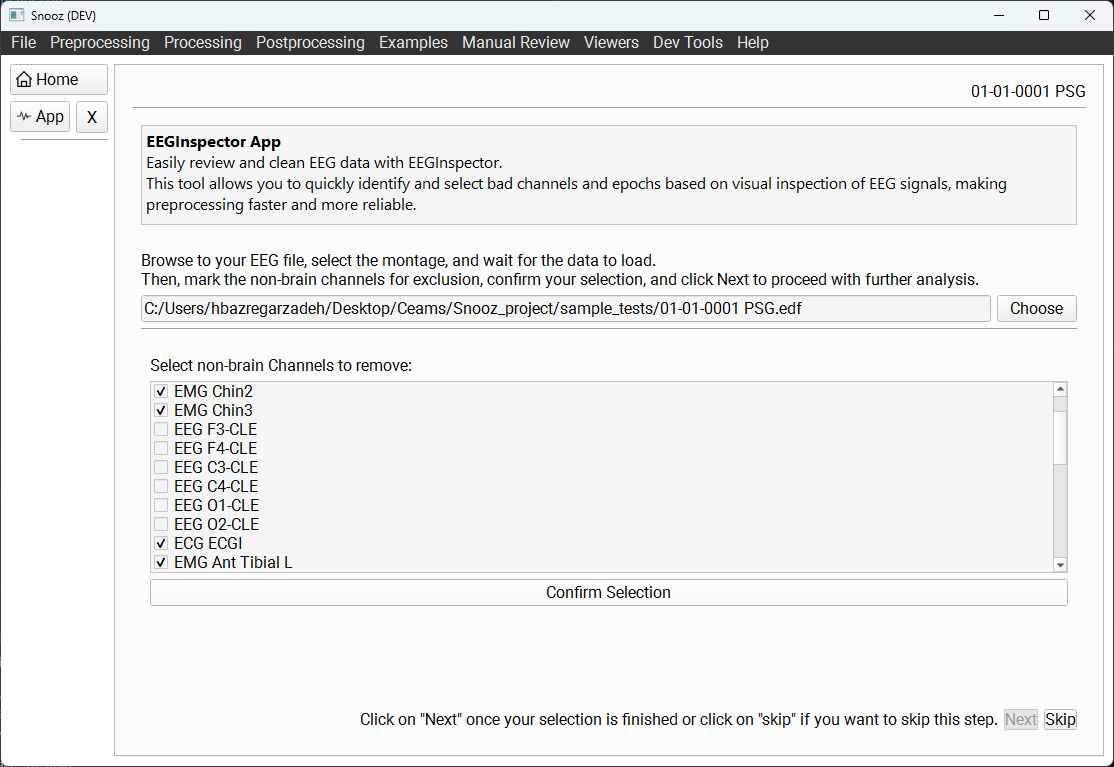 Snooz (DEV)
File Preprocessing Processing Postprocessing Examples Manual Review Viewers Dev Tools Help
Home
App X
01-01-0001 PSG
EEGInspector App
Easily review and clean EEG data with EEGInspector.
This tool allows you to quickly identify and select bad channels and epochs based on visual inspection of EEG signals, making
preprocessing faster and more reliable.
Browse to your EEG file, select the montage, and wait for the data to load.
Then, mark the non-brain channels for exclusion, confirm your selection, and click Next to proceed with further analysis.
C:/Users/hbazregarzadeh/Desktop/Ceams/Snooz_project/sample_tests/01-01-0001 PSG.edf Choose
Select non-brain Channels to remove:
EMG Chin2
EMG Chin3
EEG F3-CLE
EEG F4-CLE
EEG C3-CLE
EEG C4-CLE
EEG O1-CLE
EEG O2-CLE
ECG ECGI
EMG Ant Tibial L
Confirm Selection
Click on "Next" once your selection is finished or click on "skip" if you want to skip this step. Next Skip